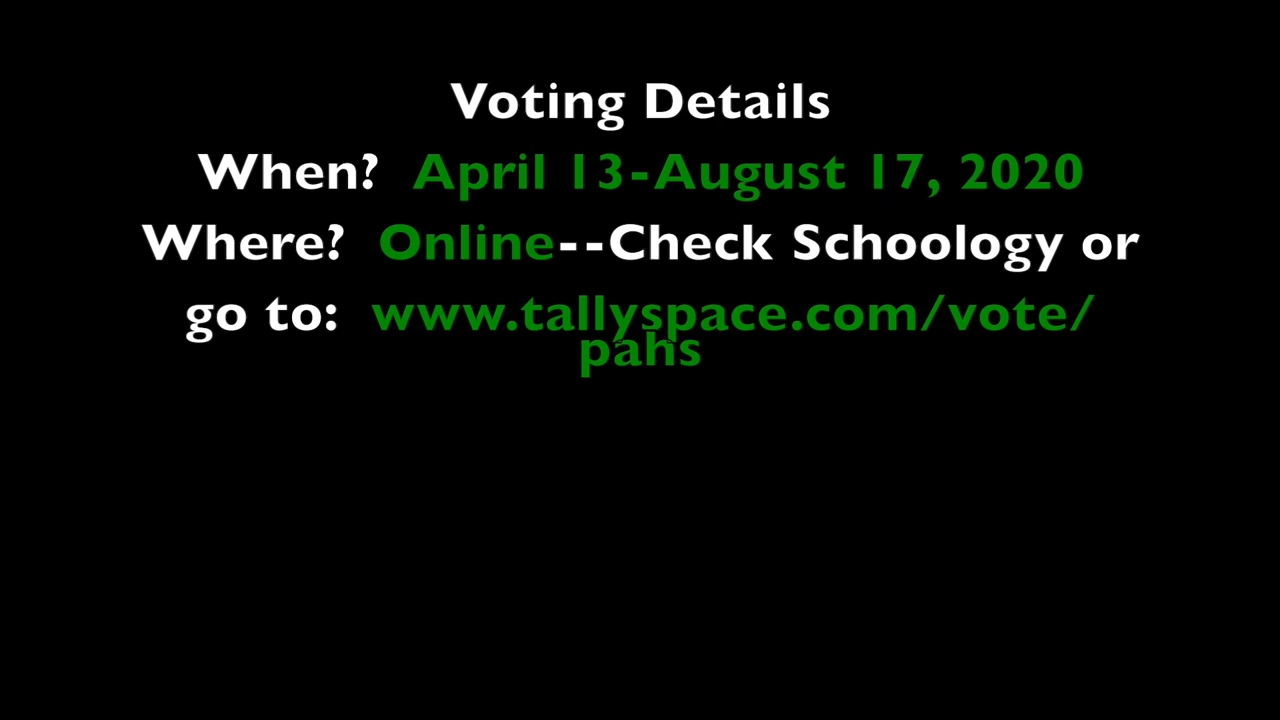 Voting Details
When? April 13-August 17, 2020
Where? Online--Check Schoology or
go to: www.tallyspace.com/vote/
pahs